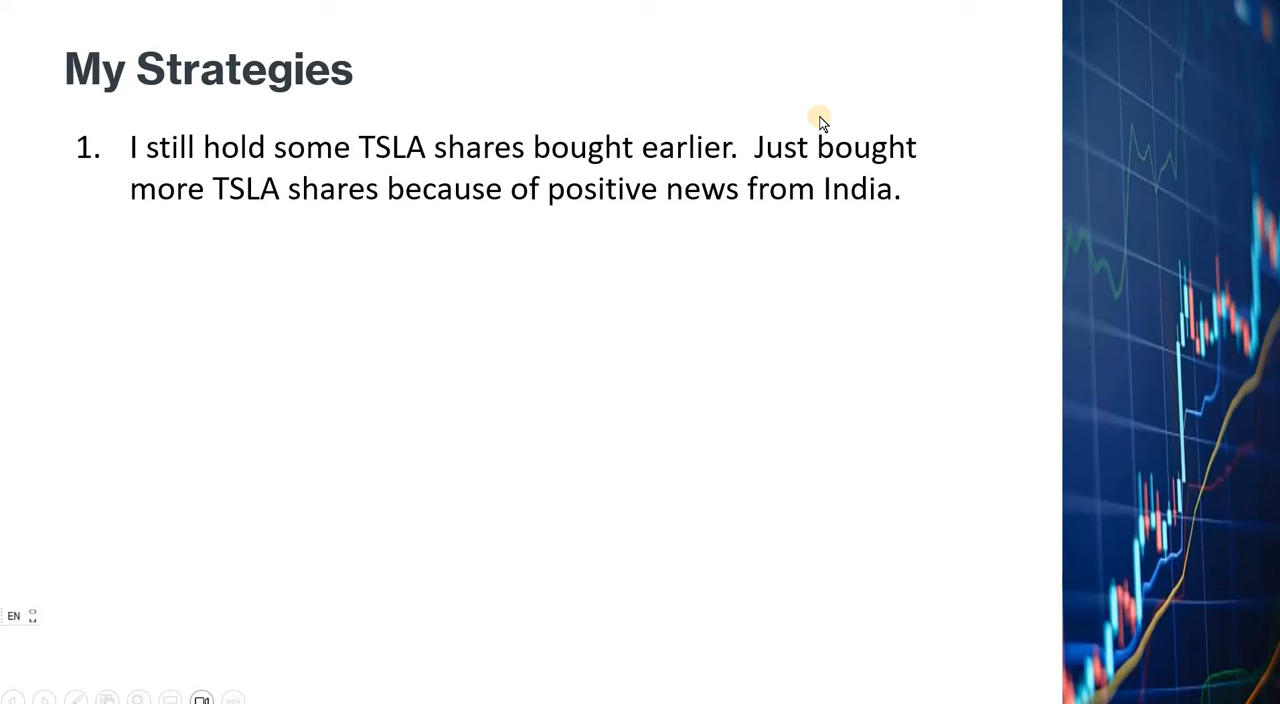 My Strategies
1. I still hold some TSLA shares bought earlier.  Just bought
more TSLA shares because of positive news from India.
EN